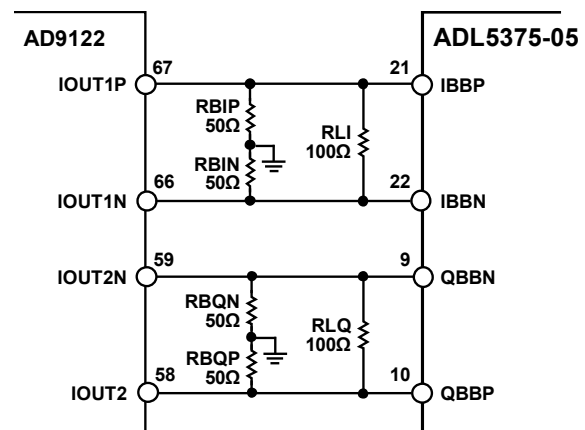 AD9122
ADL5375-05
67
21
IOUT1P
IBBP
RBIP
50Ω
RLI
100Ω
RBIN
50Ω
66
22
IOUT1N
IBBN
59
9
IOUT2N
QBBN
RBQN
50Ω
RLQ
100Ω
RBQP
50Ω
58
10
IOUT2
QBBP